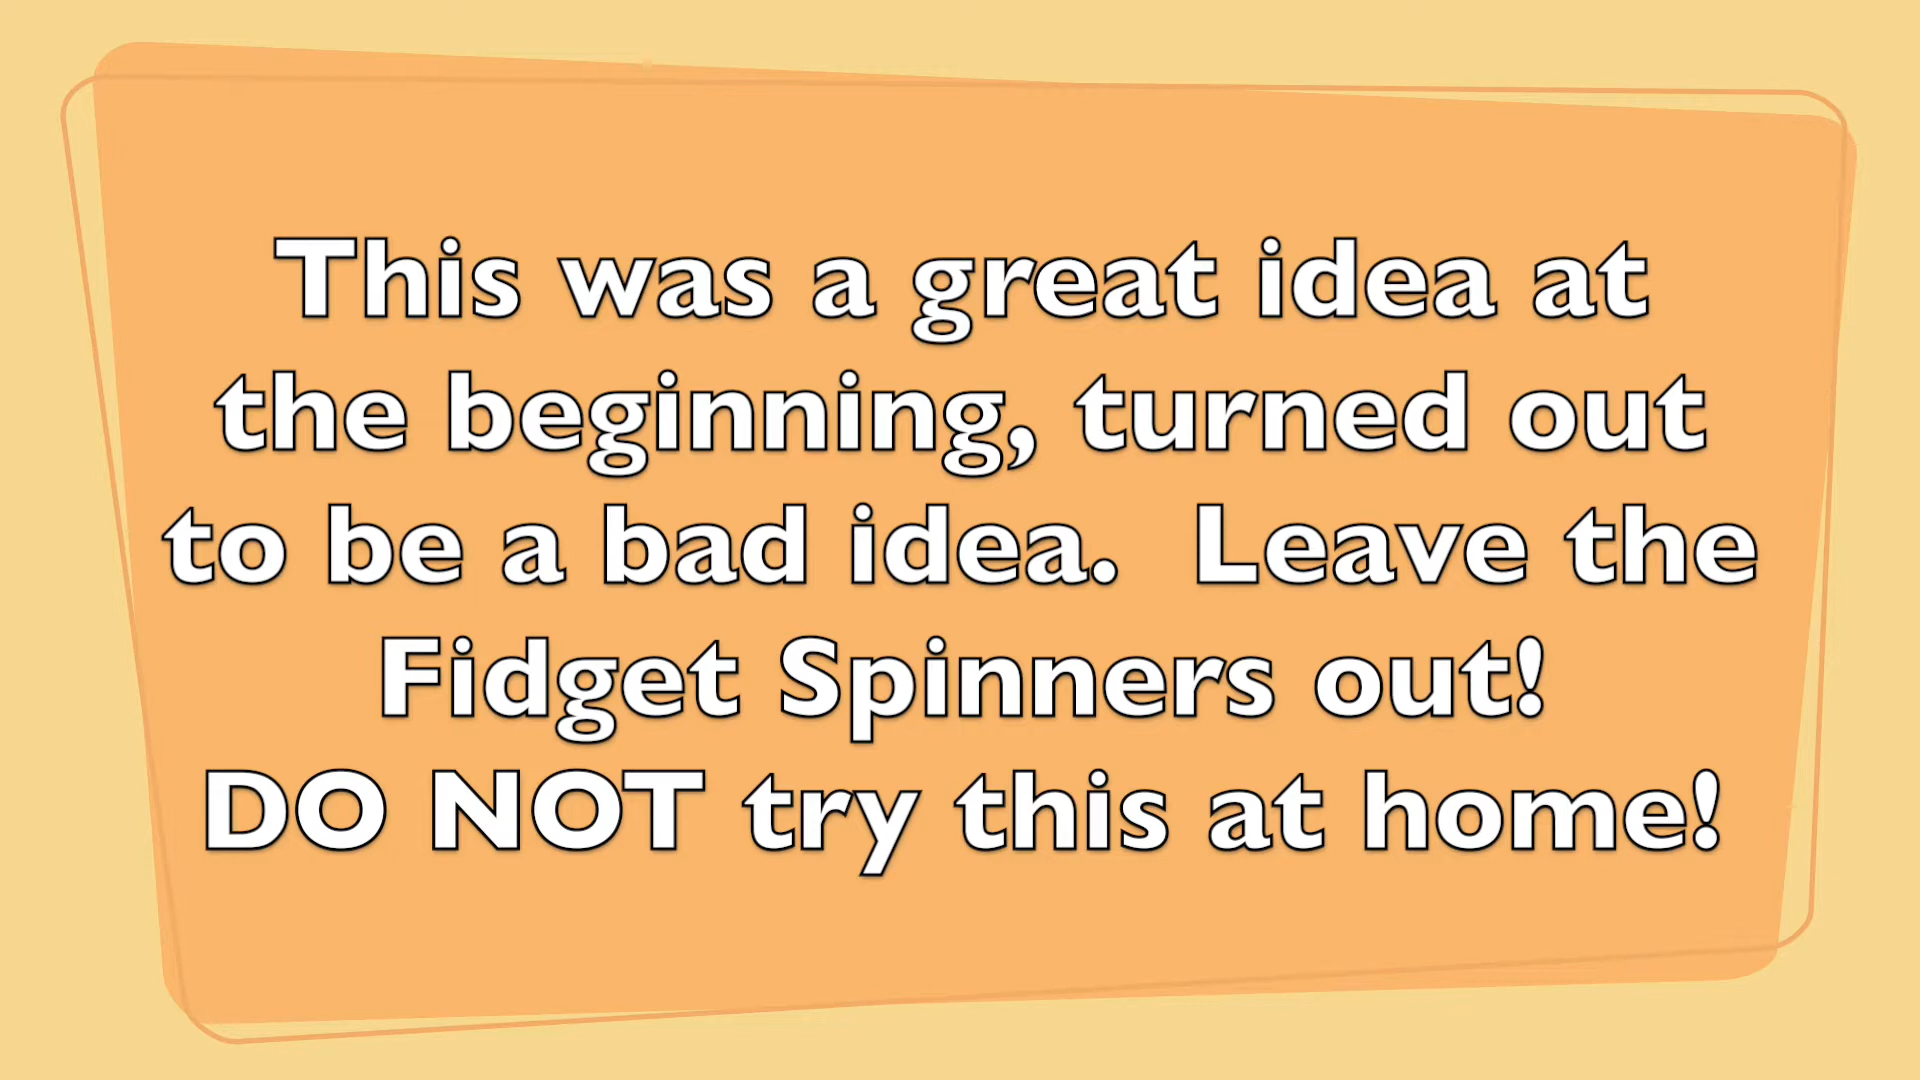 This was a great idea at
the beginning, turned out
to be a bad idea.  Leave the
Fidget Spinners out!
DO NOT try this at home!